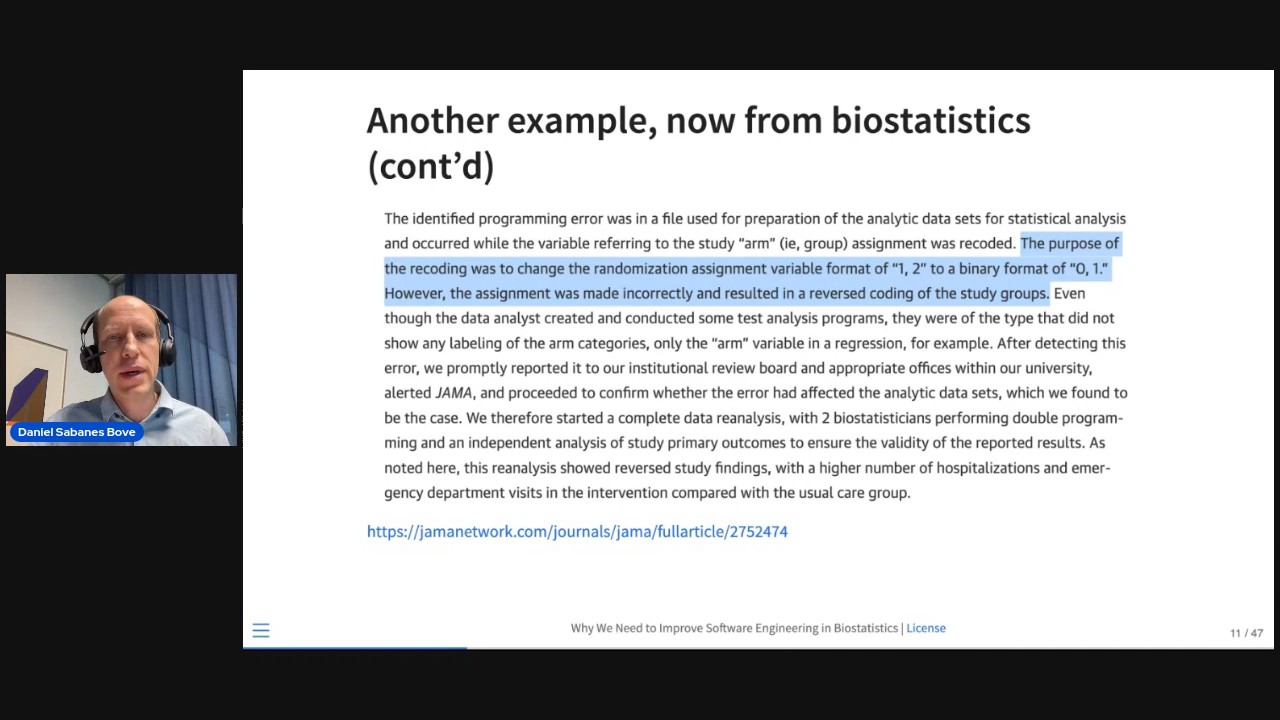 Another example, now from biostatistics
(cont’d)
The identified programming error was in a file used for preparation of the analytic data sets for statistical analysis
and occurred while the variable referring to the study “arm” (ie, group) assignment was recoded. The purpose of
the recoding was to change the randomization assignment variable format of “1, 2” to a binary format of “0, 1.”
However, the assignment was made incorrectly and resulted in a reversed coding of the study groups. Even
though the data analyst created and conducted some test analysis programs, they were of the type that did not
show any labeling of the arm categories, only the “arm” variable in a regression, for example. After detecting this
error, we promptly reported it to our institutional review board and appropriate offices within our university,
alerted JAMA, and proceeded to confirm whether the error had affected the analytic data sets, which we found to
be the case. We therefore started a complete data reanalysis, with 2 biostatisticians performing double program-
ming and an independent analysis of study primary outcomes to ensure the validity of the reported results. As
noted here, this reanalysis showed reversed study findings, with a higher number of hospitalizations and emer-
gency department visits in the intervention compared with the usual care group.
https://jamanetwork.com/journals/jama/fullarticle/2752474
Daniel Sabanes Bove
Why We Need to Improve Software Engineering in Biostatistics | License
11 / 47